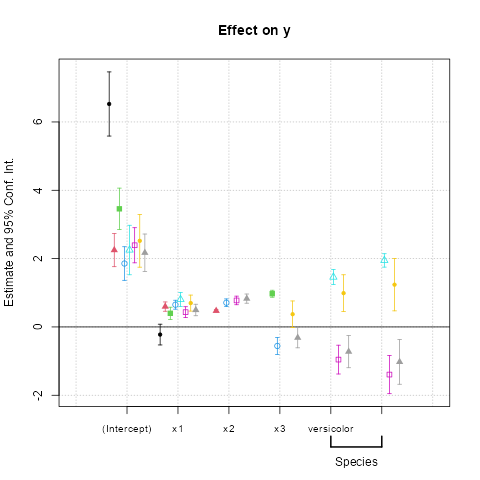 Effect on y
Estimate and 95% Conf. Int.
6
4
2
0
-2
(Intercept) x1 x2 x3 versicolor
Species